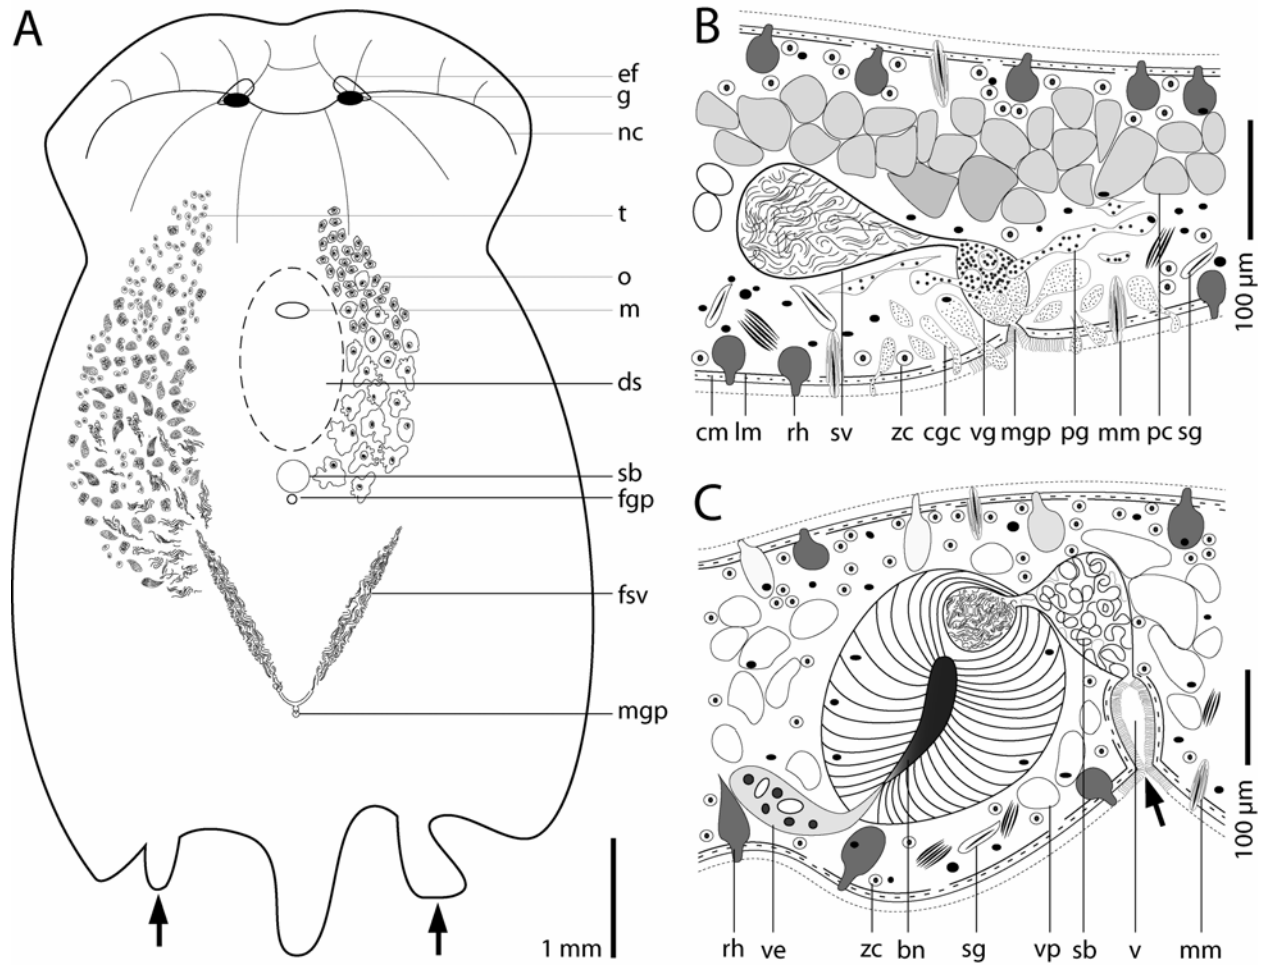 A
ef
g
nc
t
o
m
ds
sb
fgp
fsv
mgp
1 mm
B
100 µm
cm lm rh sv zc cgc vg mgp pg mm pc sg
C
100 µm
rh ve zc bn sg vp sb v mm